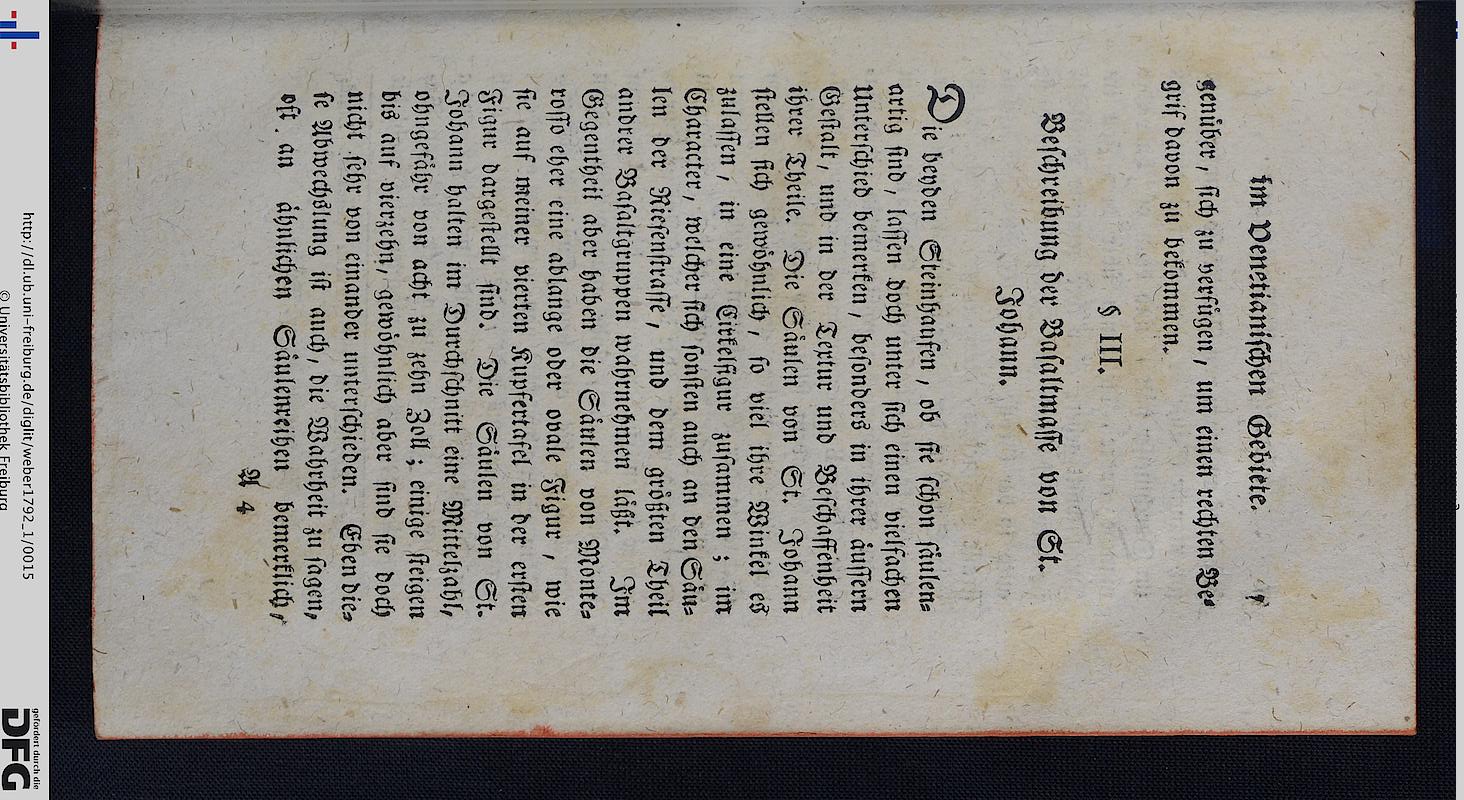 im Venetianischen Gebiete. 7
genüber, sich zu verfügen, um einen rechten Be-
grif davon zu bekommen.
§ III.
Beschreibung der Basaltmasse von St.
Johann.
Die beyden Steinhaufen, ob sie schon säulen-
artig sind, lassen doch unter sich einen vielfachen
Unterschied bemerken, besonders in ihrer äussern
Gestalt, und in der Textur und Beschaffenheit
ihrer Theile. Die Säulen von St. Johann
stellen sich gewöhnlich, so viel ihre Winkel es
zulassen, in eine Cirkelfigur zusammen; im
Character, welcher sich sonsten auch an den Säu-
len der Riesenstrasse, und dem größten Theil
andrer Basaltgruppen wahrnehmen läßt. Im
Gegentheil aber haben die Säulen von Monte-
rosso eher eine ablange oder ovale Figur, wie
sie auf meiner vierten Kupfertafel in der ersten
Figur dargestellt sind. Die Säulen von St.
Johann halten im Durchschnitt eine Mittelzahl,
ohngefähr von acht zu zehn Zoll; einige steigen
bis auf vierzehn, gewöhnlich aber sind sie doch
nicht sehr von einander unterschieden. Eben die-
se Abwechslung ist auch, die Wahrheit zu sagen,
oft an ähnlichen Säulenreihen bemerklich,
A 4
http://dl.ub.uni-freiburg.de/diglit/weber1792_1/0015
© Universitätsbibliothek Freiburg
gefördert durch die
DFG